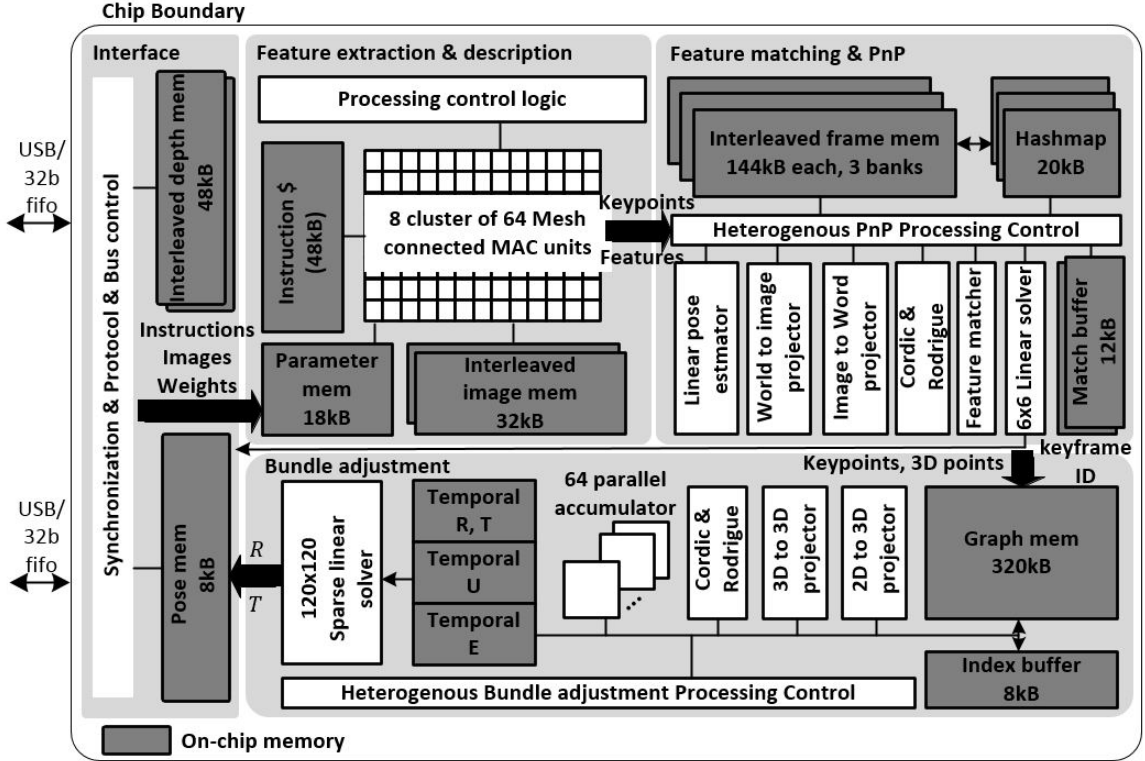 Chip Boundary
Interface
Synchronization & Protocol & Bus control
Interleaved depth mem
48kB
USB/
32b
fifo
Instructions
Images
Weights
Pose mem
8kB
USB/
32b
fifo
Feature extraction & description
Processing control logic
Instruction $
(48kB)
8 cluster of 64 Mesh
connected MAC units
Parameter
mem
18kB
Interleaved
image mem
32kB
Keypoints
Features
Feature matching & PnP
Interleaved frame mem
144kB each, 3 banks
Hashmap
20kB
Heterogenous PnP Processing Control
Linear pose
estmator
World to image
projector
Image to Word
projector
Cordic &
Rodrigue
Feature matcher
6x6 Linear solver
Match buffer
12kB
Keypoints, 3D points
keyframe
ID
Bundle adjustment
R
T
120x120
Sparse linear
solver
Temporal
R, T
Temporal
U
Temporal
E
64 parallel
accumulator
...
Cordic &
Rodrigue
3D to 3D
projector
2D to 3D
projector
Graph mem
320kB
Index buffer
8kB
Heterogenous Bundle adjustment Processing Control
On-chip memory